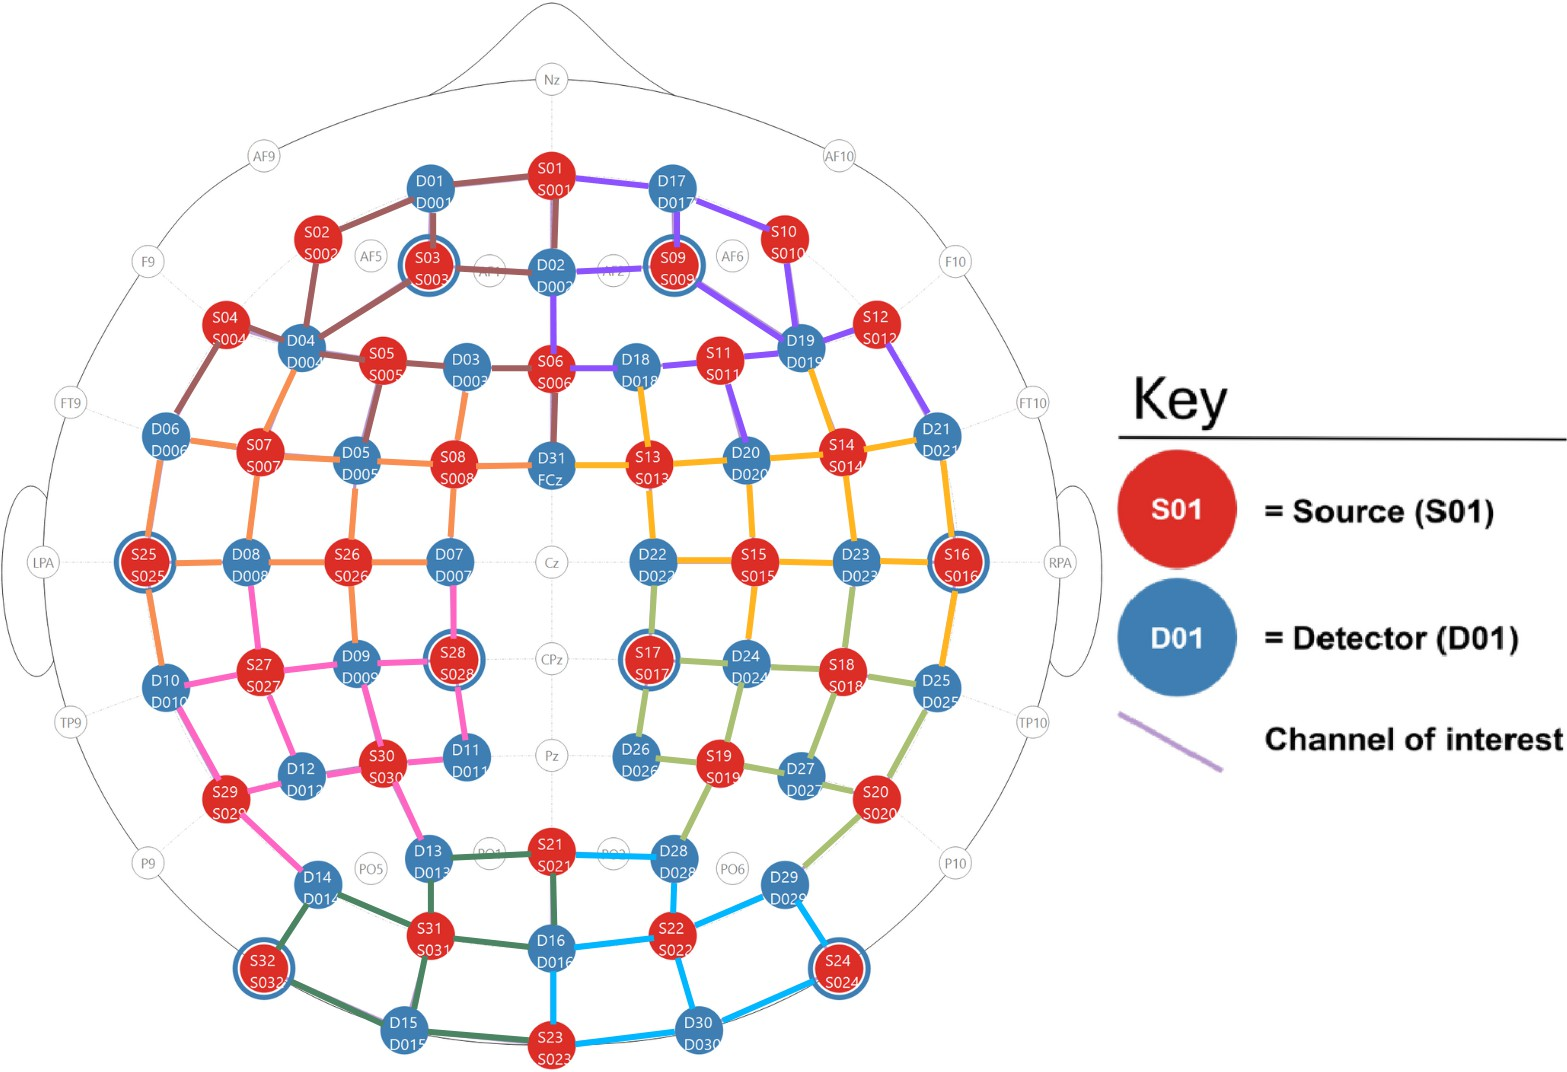 Nz
AF9
AF10
S01
S001
D01
D001
D17
D017
S02
S002
S10
S010
AF5
S03
S003
AF1
D02
D002
AF2
S09
S009
AF6
F9
F10
S04
S004
D04
D004
S05
S005
D03
D003
S06
S006
D18
D018
S11
S011
D19
D019
S12
S012
FT9
FT10
D06
D006
S07
S007
D05
D005
S08
S008
D31
FCz
S13
S013
D20
D020
S14
S014
D21
D021
LPA
S25
S025
D08
D008
S26
S026
D07
D007
Cz
D22
D022
S15
S015
D23
D023
S16
S016
RPA
D10
D010
S27
S027
D09
D009
S28
S028
CPz
S17
S017
D24
D024
S18
S018
D25
D025
TP9
TP10
S29
S029
D12
D012
S30
S030
D11
D011
Pz
D26
D026
S19
S019
D27
D027
S20
S020
P9
P10
D14
D014
PO5
D13
D013
PO1
S21
S021
PO2
D28
D028
PO6
D29
D029
S32
S032
S31
S031
D16
D016
S22
S022
S24
S024
D15
D015
S23
S023
D30
D030
Key
S01 = Source (S01)
D01 = Detector (D01)
Channel of interest